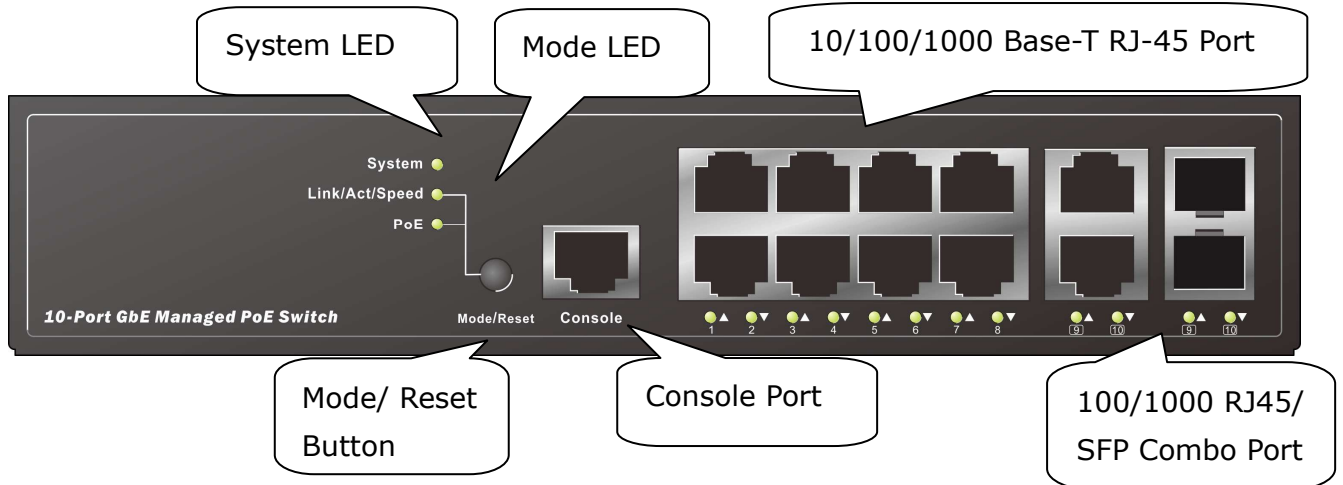 System LED
Mode LED
10/100/1000 Base-T RJ-45 Port
System
Link/Act/Speed
PoE
10-Port GbE Managed PoE Switch
Mode/Reset
Console
1 2 3 4 5 6 7 8 9 10 9 10
Mode/ Reset
Button
Console Port
100/1000 RJ45/
SFP Combo Port